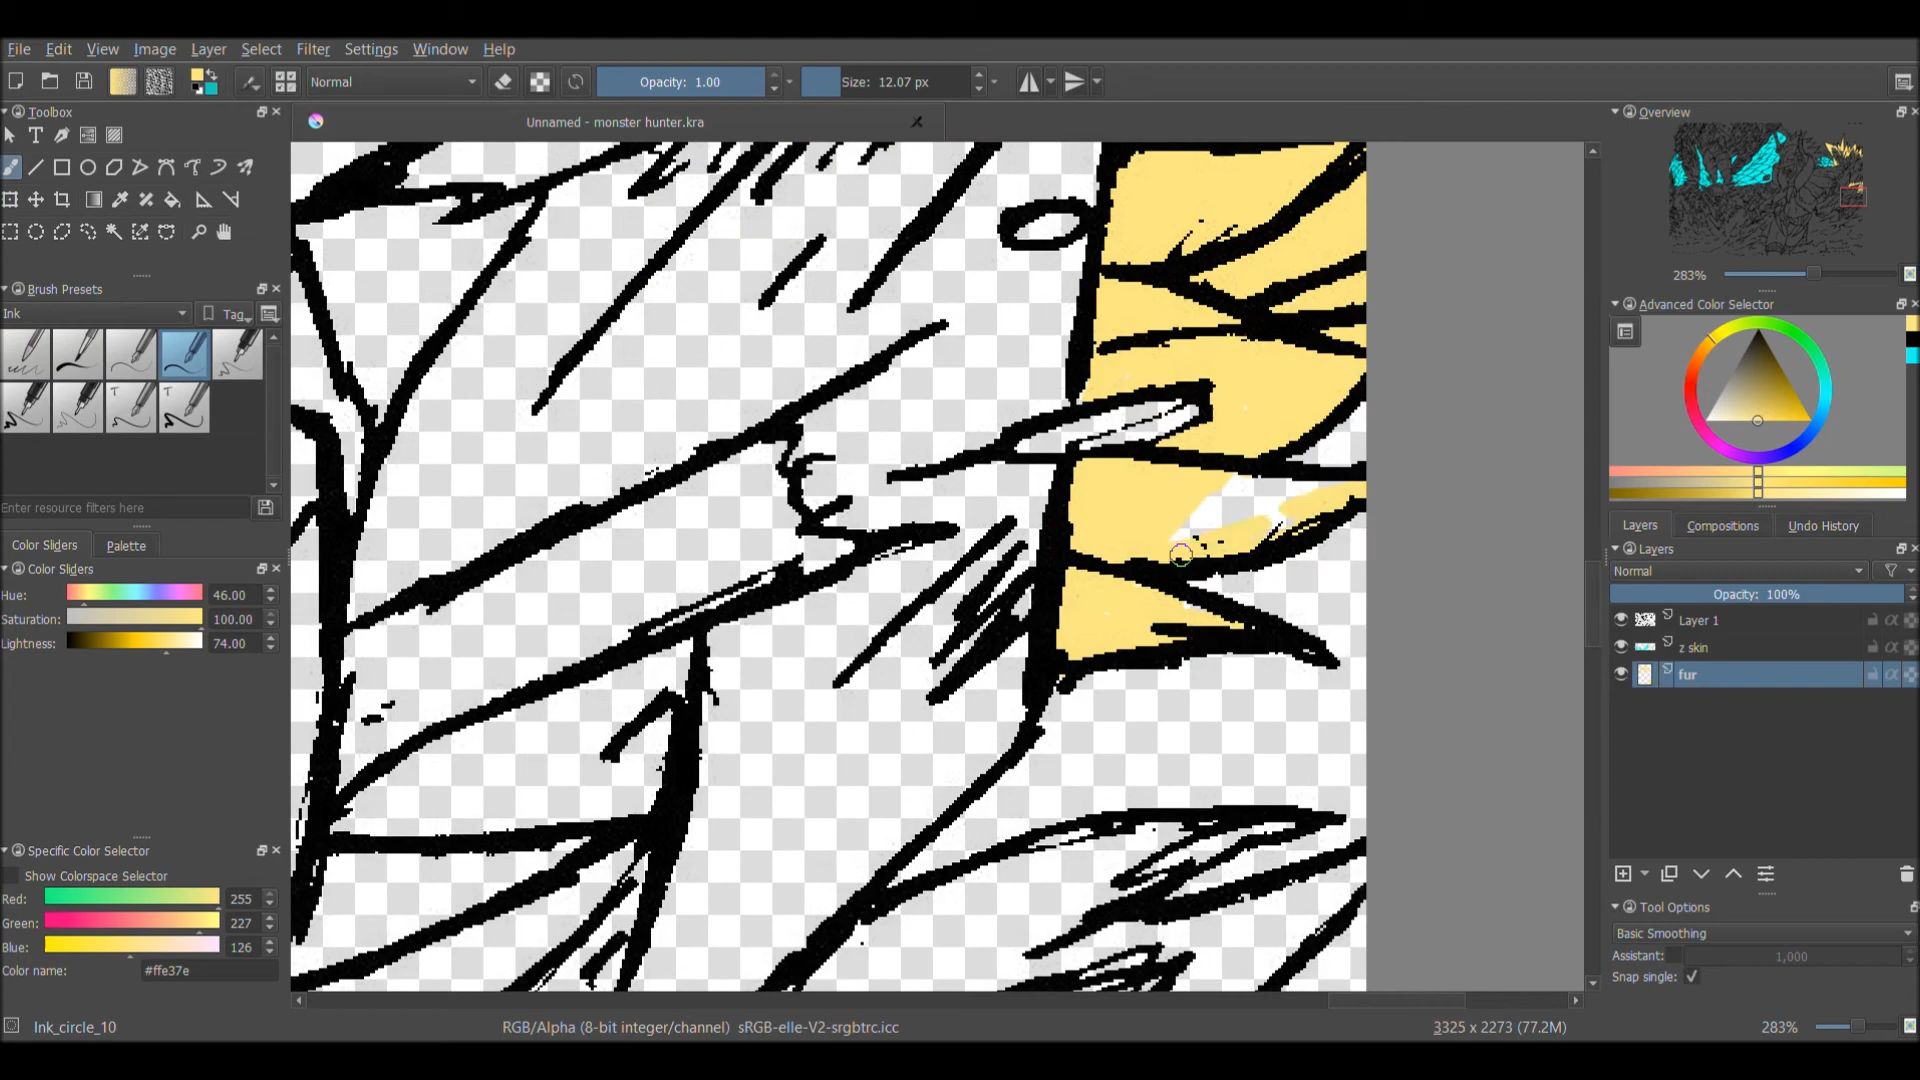 File Edit View Image Layer Select Filter Settings Window Help
Normal
Opacity: 1.00
Size: 12.07 px
Toolbox
Unnamed - monster hunter.kra
Overview
T
Brush Presets
Ink
Tag
T T
Enter resource filters here
Color Sliders Palette
Color Sliders
Hue: 46.00
Saturation: 100.00
Lightness: 74.00
Specific Color Selector
Show Colorspace Selector
Red: 255
Green: 227
Blue: 126
Color name: #ffe37e
283%
Advanced Color Selector
Layers Compositions Undo History
Layers
Normal
Opacity: 100%
Layer 1
z skin
fur
Tool Options
Basic Smoothing
Assistant: 1,000
Snap single:
Ink_circle_10
RGB/Alpha (8-bit integer/channel) sRGB-elle-V2-srgbtrc.icc
3325 x 2273 (77.2M)
283%